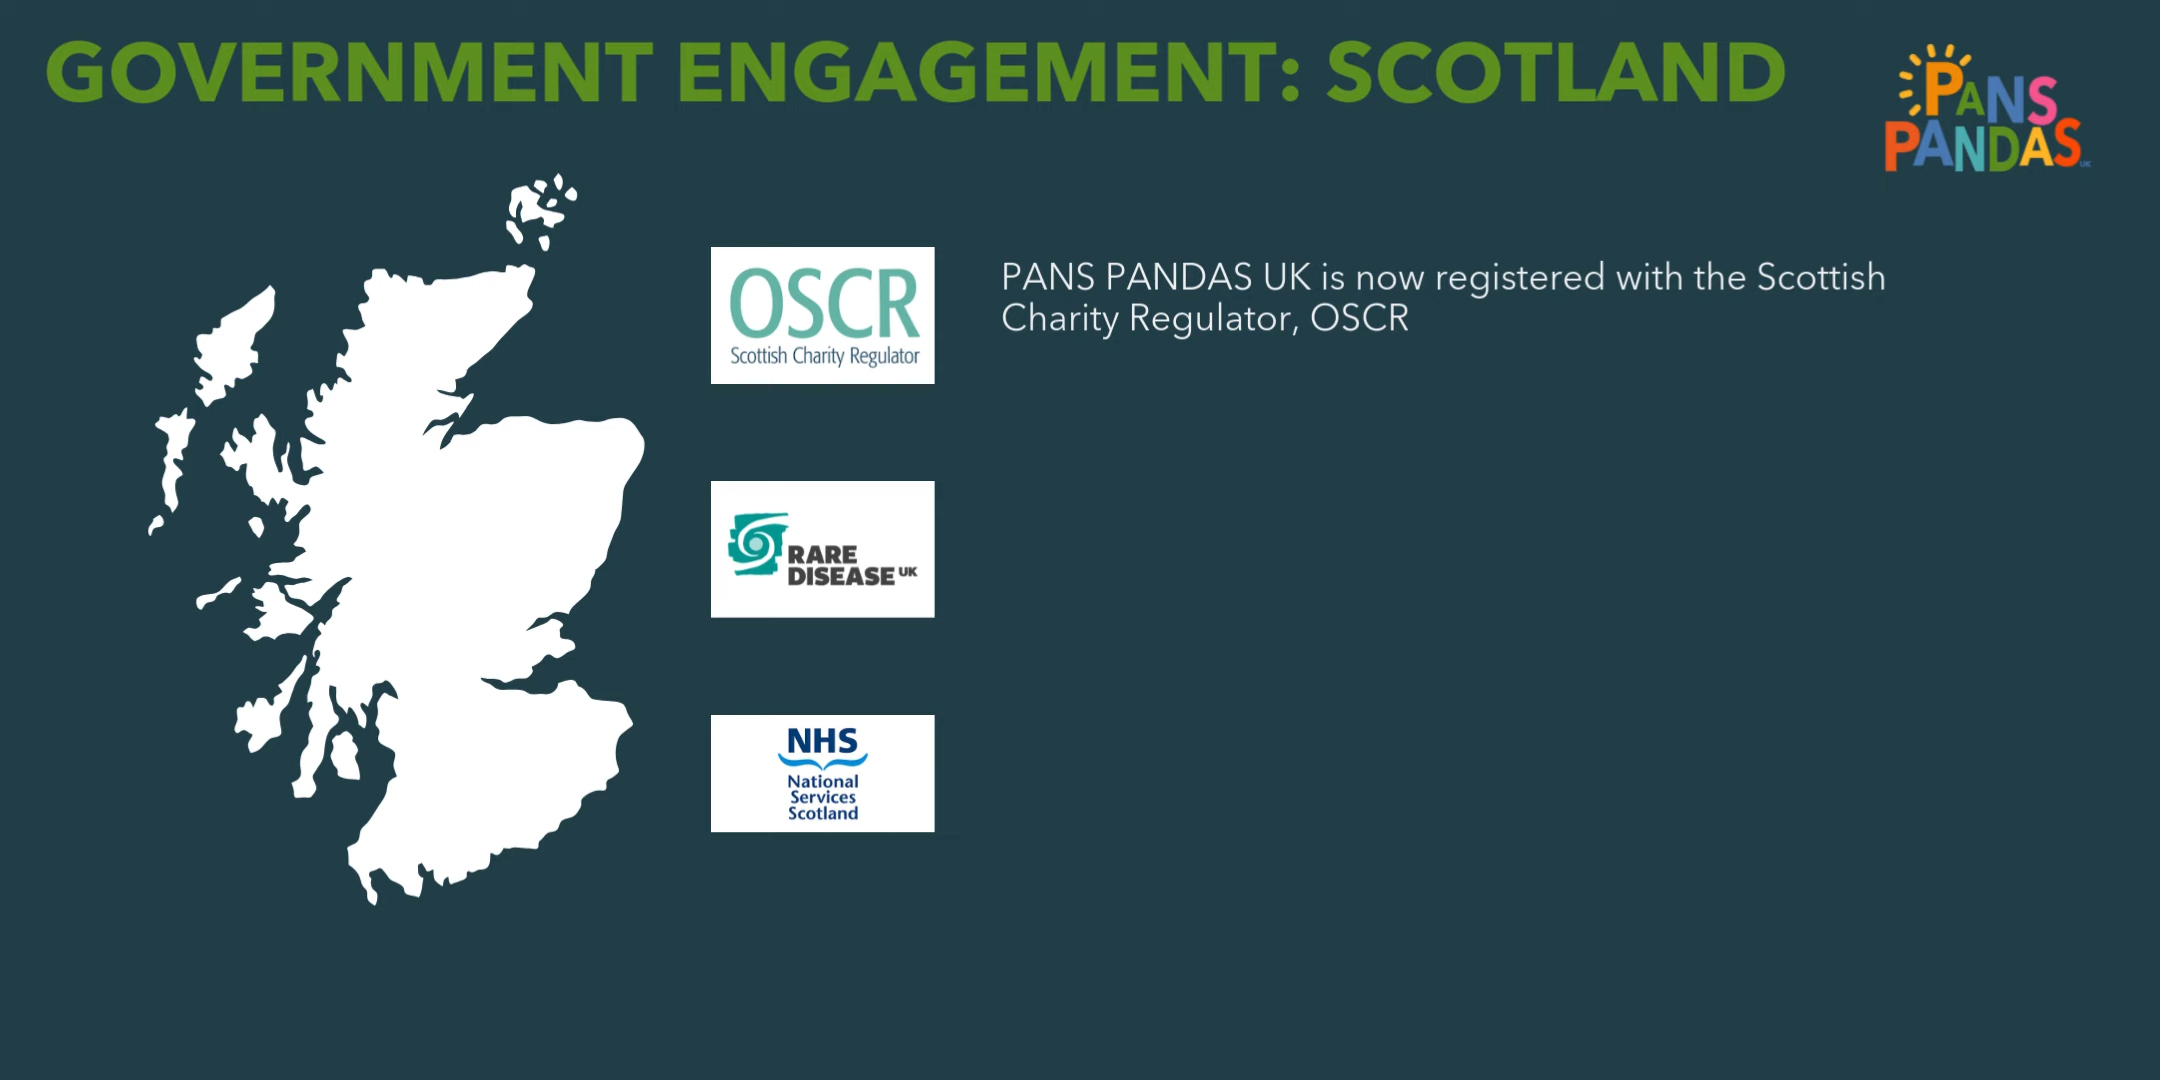 GOVERNMENT ENGAGEMENT: SCOTLAND
PANS
PANDAS UK
OSCR
Scottish Charity Regulator
PANS PANDAS UK is now registered with the Scottish
Charity Regulator, OSCR
RARE
DISEASE UK
NHS
National
Services
Scotland